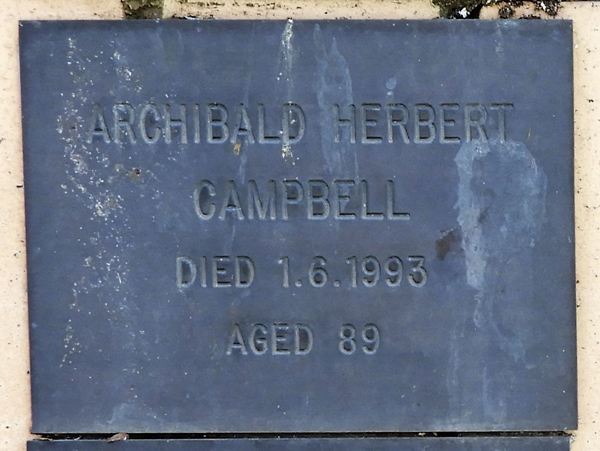 ARCHIBALD HERBERT
CAMPBELL
DIED 1.6.1993
AGED 89